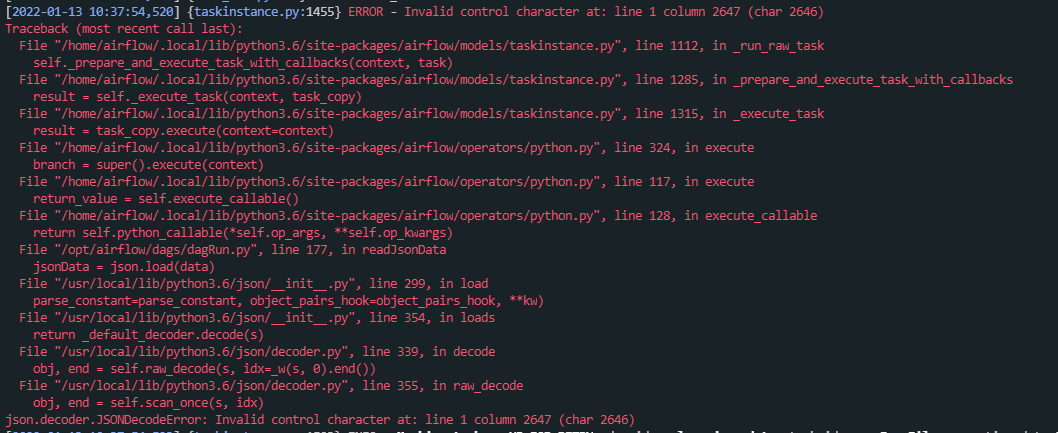 [2022-01-13 10:37:54,520] {taskinstance.py:1455} ERROR - Invalid control character at: line 1 column 2647 (char 2646)
Traceback (most recent call last):
  File "/home/airflow/.local/lib/python3.6/site-packages/airflow/models/taskinstance.py", line 1112, in _run_raw_task
    self._prepare_and_execute_task_with_callbacks(context, task)
  File "/home/airflow/.local/lib/python3.6/site-packages/airflow/models/taskinstance.py", line 1285, in _prepare_and_execute_task_with_callbacks
    result = self._execute_task(context, task_copy)
  File "/home/airflow/.local/lib/python3.6/site-packages/airflow/models/taskinstance.py", line 1315, in _execute_task
    result = task_copy.execute(context=context)
  File "/home/airflow/.local/lib/python3.6/site-packages/airflow/operators/python.py", line 324, in execute
    branch = super().execute(context)
  File "/home/airflow/.local/lib/python3.6/site-packages/airflow/operators/python.py", line 117, in execute
    return_value = self.execute_callable()
  File "/home/airflow/.local/lib/python3.6/site-packages/airflow/operators/python.py", line 128, in execute_callable
    return self.python_callable(*self.op_args, **self.op_kwargs)
  File "/opt/airflow/dags/dagRun.py", line 177, in readJsonData
    jsonData = json.load(data)
  File "/usr/local/lib/python3.6/json/__init__.py", line 299, in load
    parse_constant=parse_constant, object_pairs_hook=object_pairs_hook, **kw)
  File "/usr/local/lib/python3.6/json/__init__.py", line 354, in loads
    return _default_decoder.decode(s)
  File "/usr/local/lib/python3.6/json/decoder.py", line 339, in decode
    obj, end = self.raw_decode(s, idx=_w(s, 0).end())
  File "/usr/local/lib/python3.6/json/decoder.py", line 355, in raw_decode
    obj, end = self.scan_once(s, idx)
json.decoder.JSONDecodeError: Invalid control character at: line 1 column 2647 (char 2646)